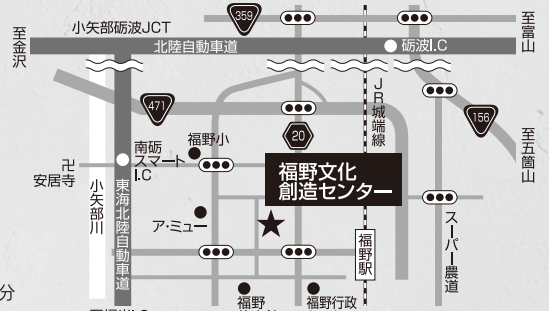 359
小矢部砺波JCT
至金沢
北陸自動車道
砺波I.C
至富山
471
20
JR城端線
156
至五箇山
南砺
スマート
I.C
福野小
卍
安居寺
小矢部川
東海北陸自動車道
福野文化
創造センター
ア・ミュー
福野駅
スーパー農道
分
福野
福野行政